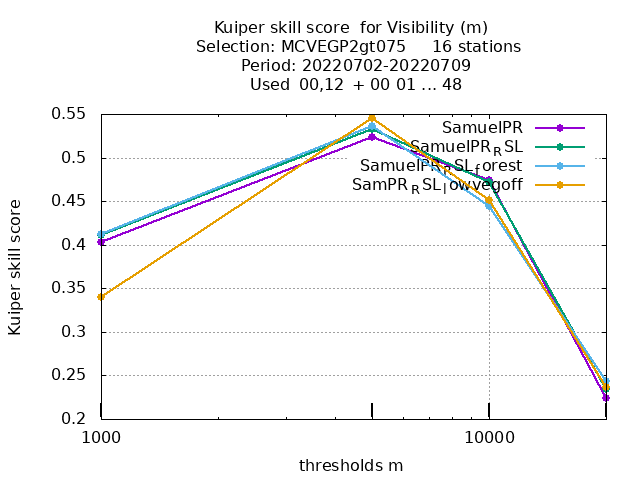 Kuiper skill score  for Visibility (m)
Selection: MCVEGP2gt075     16 stations
Period: 20220702-20220709
Used  00,12  + 00 01 ... 48
SamuelPR
SamuelPR_RSL
SamuelPR_RSL_forest
SamPR_RSL_lowvegoff
0.55
0.5
0.45
0.4
0.35
0.3
0.25
0.2
Kuiper skill score
1000
10000
thresholds m